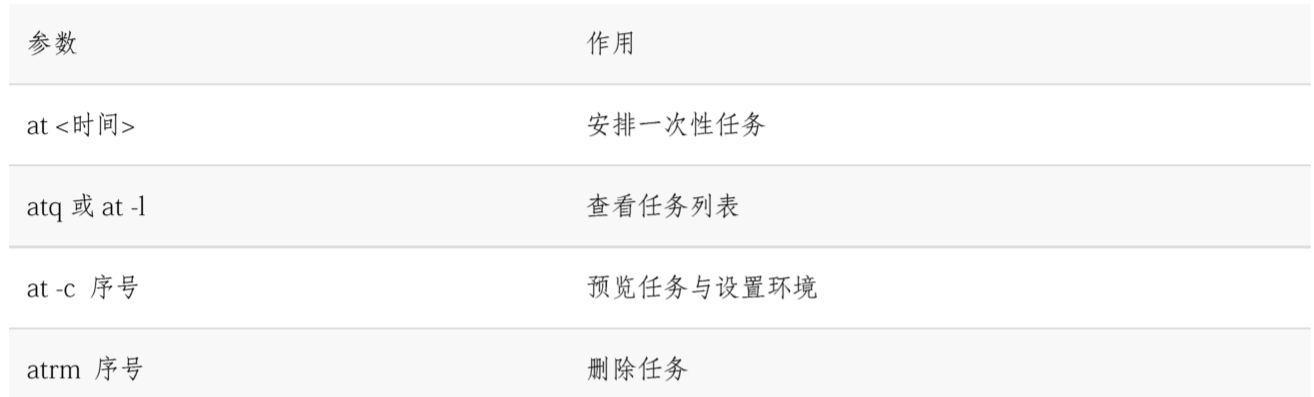 参数 作用
at <时间> 安排一次性任务
atq 或 at -l 查看任务列表
at -c 序号 预览任务与设置环境
atrm 序号 删除任务